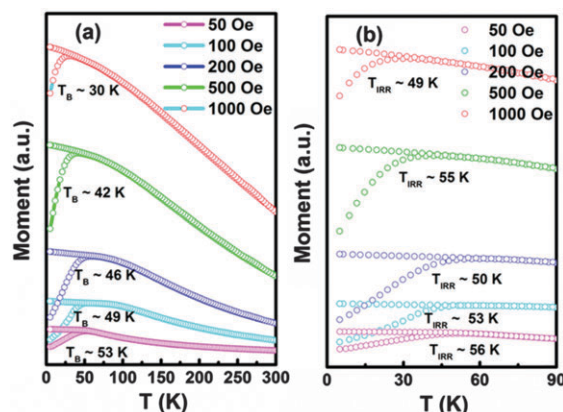 (a)
50 Oe
100 Oe
200 Oe
500 Oe
1000 Oe
T_B ~ 30 K
T_B ~ 42 K
T_B ~ 46 K
T_B ~ 49 K
T_B ~ 53 K
Moment (a.u.)
0 50 100 150 200 250 300
T (K)
(b)
50 Oe
100 Oe
200 Oe
500 Oe
1000 Oe
T_IRR ~ 49 K
T_IRR ~ 55 K
T_IRR ~ 50 K
T_IRR ~ 53 K
T_IRR ~ 56 K
Moment (a.u.)
0 30 60 90
T (K)